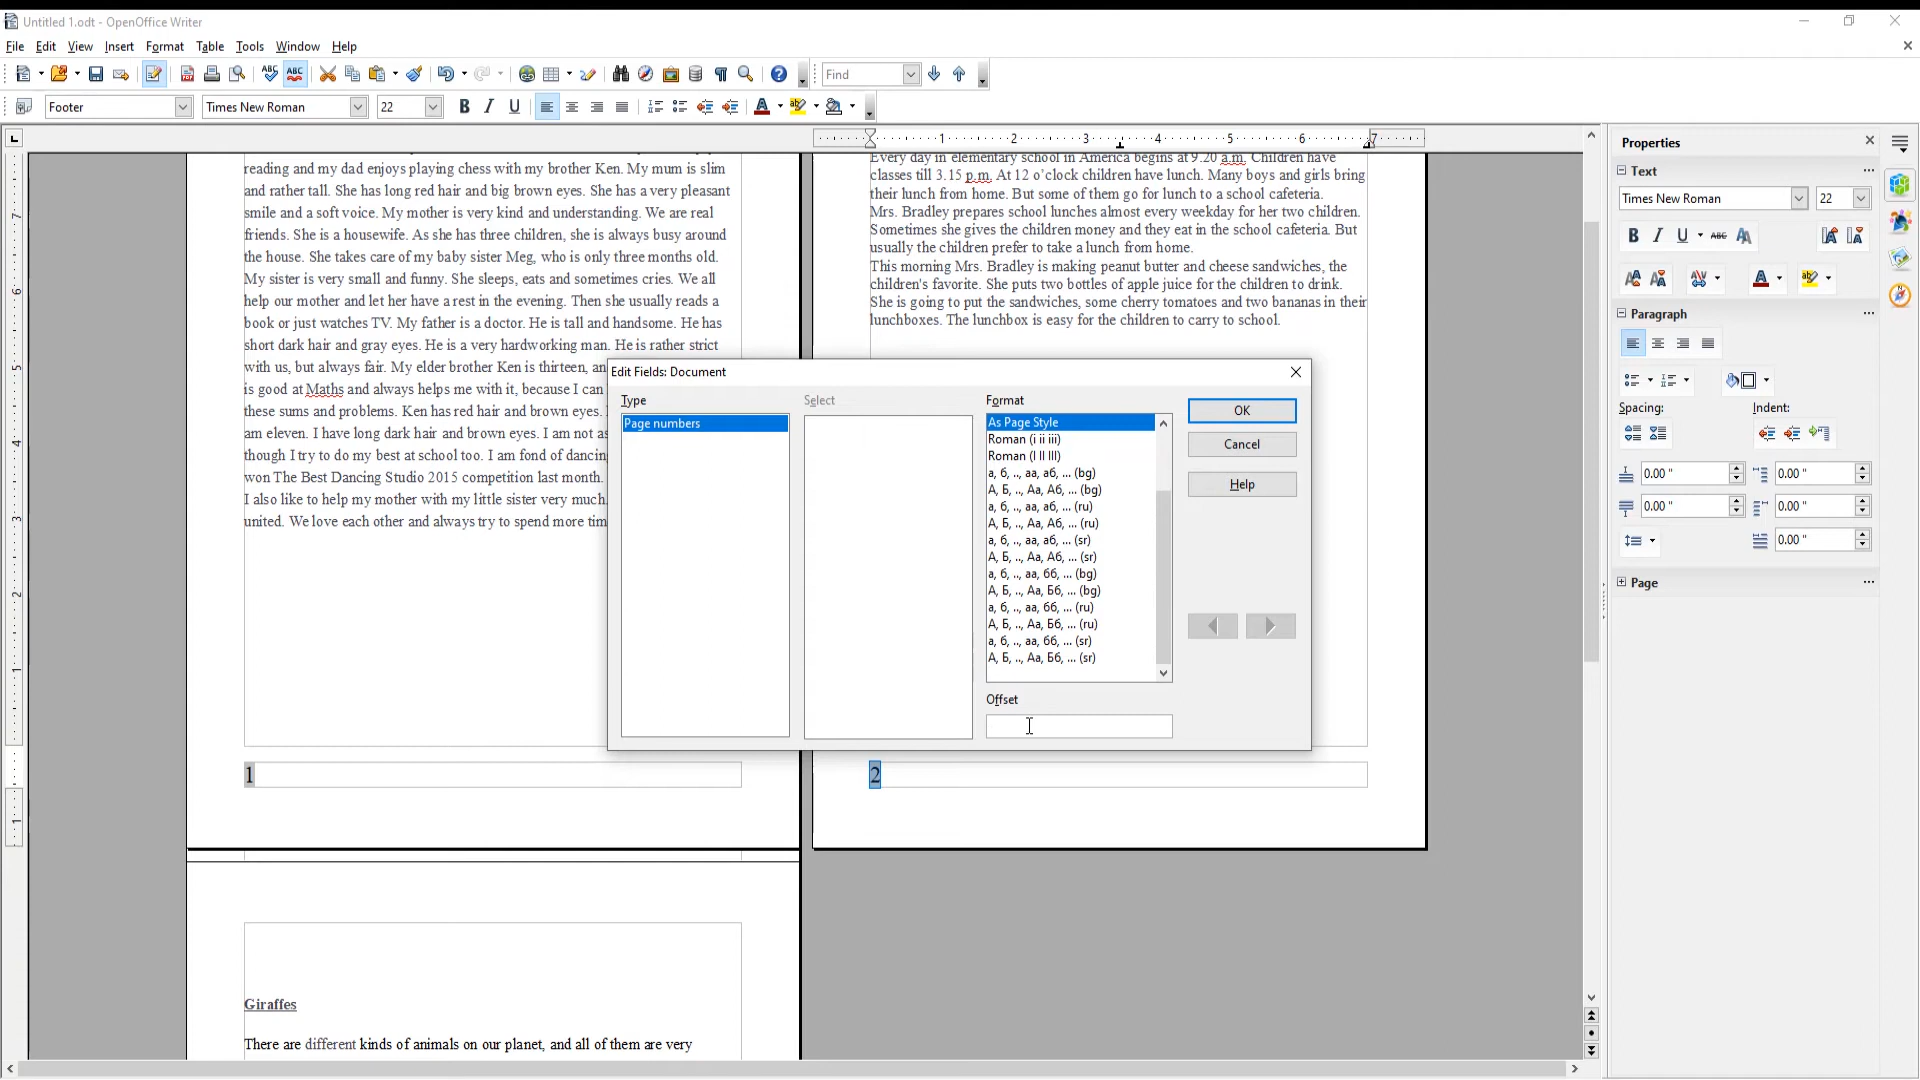 Untitled 1.odt - OpenOffice Writer
File Edit View Insert Format Table Tools Window Help
Find
Footer Times New Roman 22
1 2 3 4 5 6 7
Properties
Text
Times New Roman 22
Paragraph
Spacing: Indent:
0.00 " 0.00 "
0.00 " 0.00 "
0.00 "
Page
reading and my dad enjoys playing chess with my brother Ken. My mum is slim
and rather tall. She has long red hair and big brown eyes. She has a very pleasant
smile and a soft voice. My mother is very kind and understanding. We are real
friends. She is a housewife. As she has three children, she is always busy around
the house. She takes care of my baby sister Meg, who is only three months old.
My sister is very small and funny. She sleeps, eats and sometimes cries. We all
help our mother and let her have a rest in the evening. Then she usually reads a
book or just watches TV. My father is a doctor. He is tall and handsome. He has
short dark hair and gray eyes. He is a very hardworking man. He is rather strict
with us, but always fair. My elder brother Ken is thirteen,
is good at Maths and always helps me with it, because I can
these sums and problems. Ken has red hair and brown eyes.
am eleven. I have long dark hair and brown eyes. I am not as
though I try to do my best at school too. I am fond of dancing
won The Best Dancing Studio 2015 competition last month.
I also like to help my mother with my little sister very much.
united. We love each other and always try to spend more
1
Every day in elementary school in America begins at 9.20 a.m. Children have
classes till 3.15 p.m. At 12 o’clock children have lunch. Many boys and girls bring
their lunch from home. But some of them go for lunch to a school cafeteria.
Mrs. Bradley prepares school lunches almost every weekday for her two children.
Sometimes she gives the children money and they eat in the school cafeteria. But
usually the children prefer to take a lunch from home.
This morning Mrs. Bradley is making peanut butter and cheese sandwiches, the
children's favorite. She puts two bottles of apple juice for the children to drink.
She is going to put the sandwiches, some cherry tomatoes and two bananas in their
lunchboxes. The lunchbox is easy for the children to carry to school.
2
Edit Fields: Document
Type Select Format
Page numbers
As Page Style
Roman (i ii iii)
Roman (I II III)
а, б, .., аа, аб, ... (bg)
А, Б, .., Аа, Аб, ... (bg)
а, б, .., аа, аб, ... (ru)
А, Б, .., Аа, Аб, ... (ru)
а, б, .., аа, аб, ... (sr)
А, Б, .., Аа, Аб, ... (sr)
а, б, .., аа, бб, ... (bg)
А, Б, .., Аа, Бб, ... (bg)
а, б, .., аа, бб, ... (ru)
А, Б, .., Аа, Бб, ... (ru)
а, б, .., аа, бб, ... (sr)
А, Б, .., Аа, Бб, ... (sr)
OK
Cancel
Help
Offset
Giraffes
There are different kinds of animals on our planet, and all of them are very